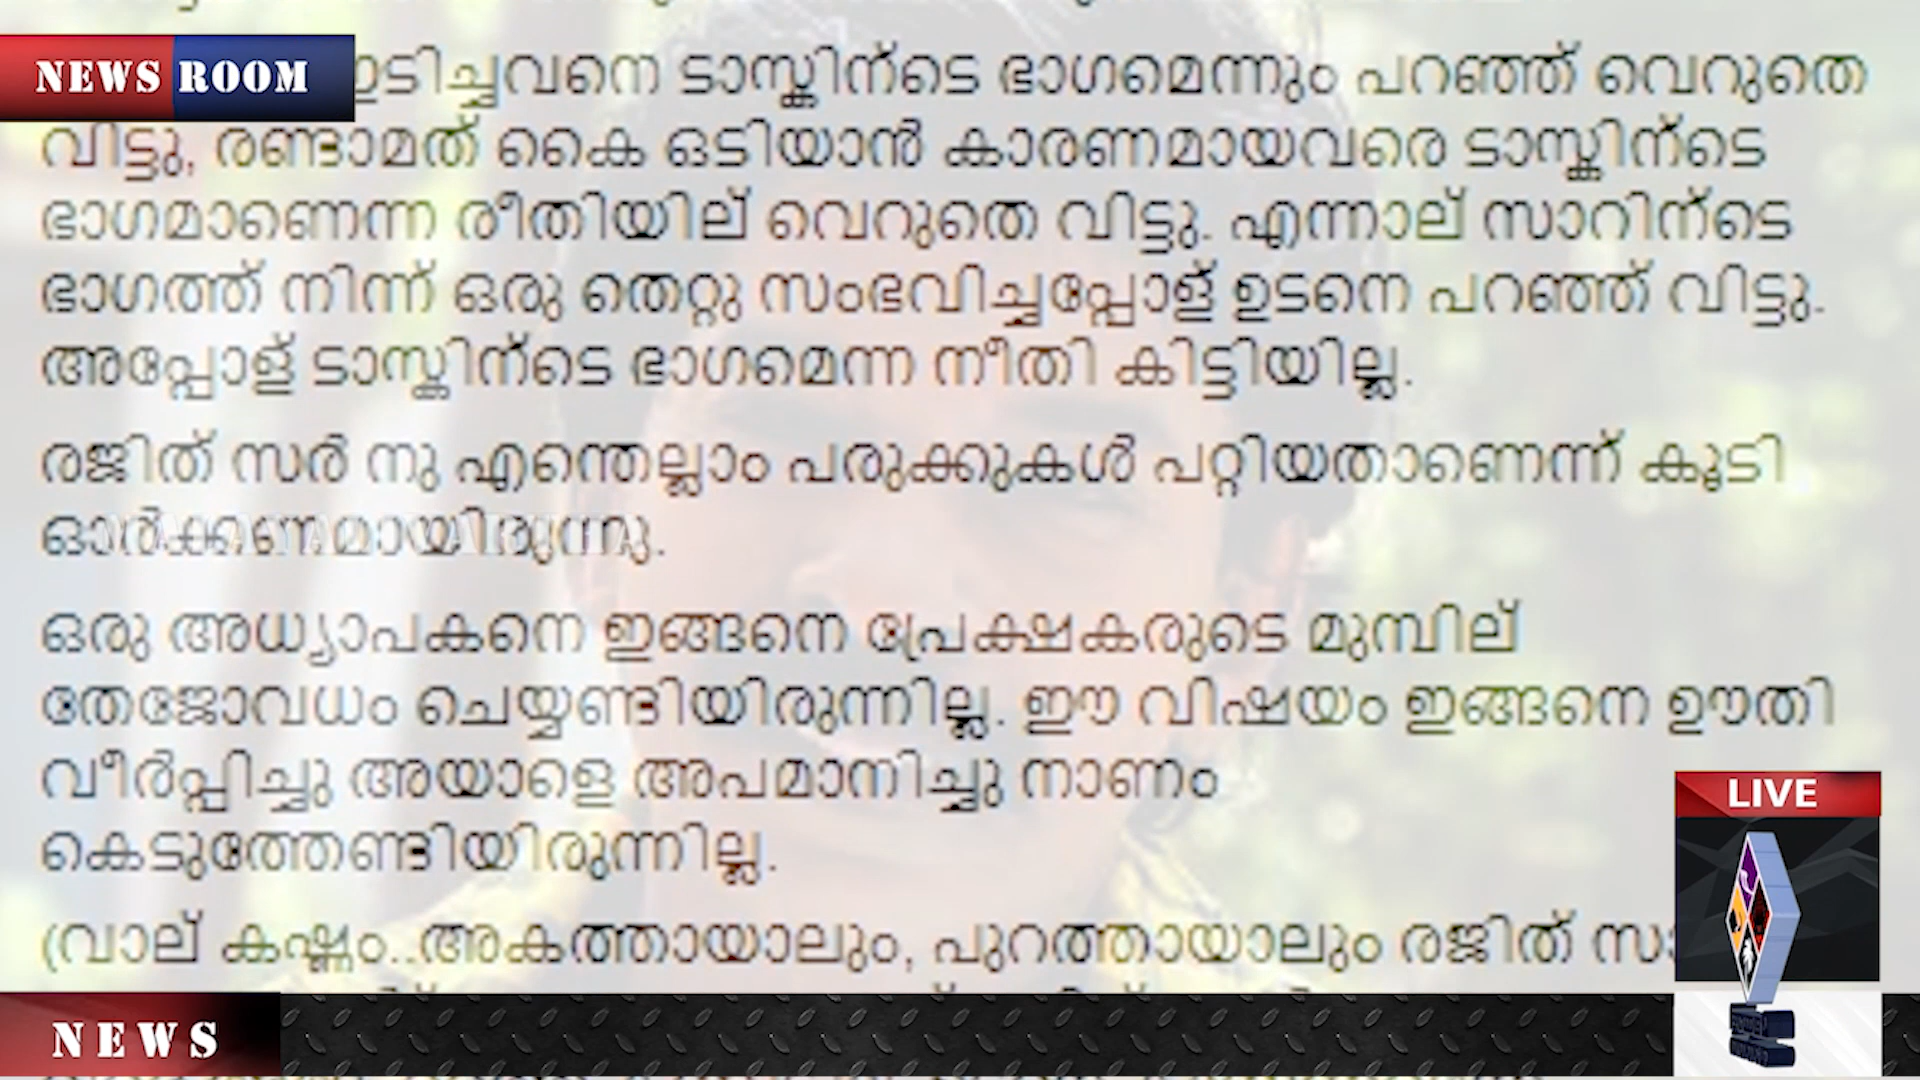 NEWS ROOM
ഇടിച്ചവനെ ടാസ്കിന്ടെ ഭാഗമെന്നും പറഞ്ഞ് വെറുതെ
വിട്ടു, രണ്ടാമത് കൈ ഒടിയാൻ കാരണമായവരെ ടാസ്കിന്ടെ
ഭാഗമാണെന്ന രീതിയില് വെറുതെ വിട്ടു. എന്നാല് സാറിന്ടെ
ഭാഗത്ത് നിന്ന് ഒരു തെറ്റു സംഭവിച്ചപ്പോള് ഉടനെ പറഞ്ഞ് വിട്ടു.
അപ്പോള് ടാസ്കിന്ടെ ഭാഗമെന്ന നീതി കിട്ടിയില്ല.
രജിത് സർ നു എന്തെല്ലാം പരുക്കുകൾ പറ്റിയതാണെന്ന് കൂടി
ഓർക്കണമായിരുന്നു.
ഒരു അധ്യാപകനെ ഇങ്ങനെ പ്രേക്ഷകരുടെ മുമ്പില്
തേജോവധം ചെയ്യണ്ടിയിരുന്നില്ല. ഈ വിഷയം ഇങ്ങനെ ഊതി
വീർപ്പിച്ചു അയാളെ അപമാനിച്ചു നാണം
കെടുത്തേണ്ടിയിരുന്നില്ല.
(വാല് കഷ്ണം..അകത്തായാലും, പുറത്തായാലും രജിത്
LIVE
NEWS